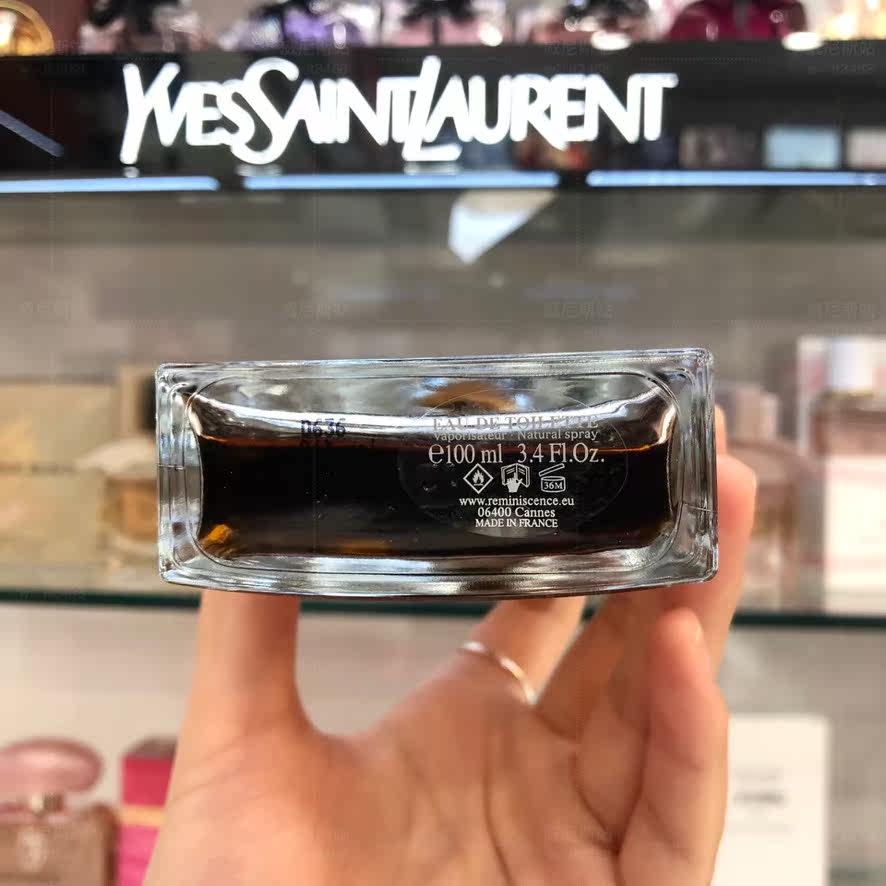 YVESSAINTLAURENT
n636
EAU DE TOILETTE
Vaporisateur · Natural spray
℮100 ml 3.4 Fl.Oz.
36M
www.reminiscence.eu
06400 Cannes
MADE IN FRANCE